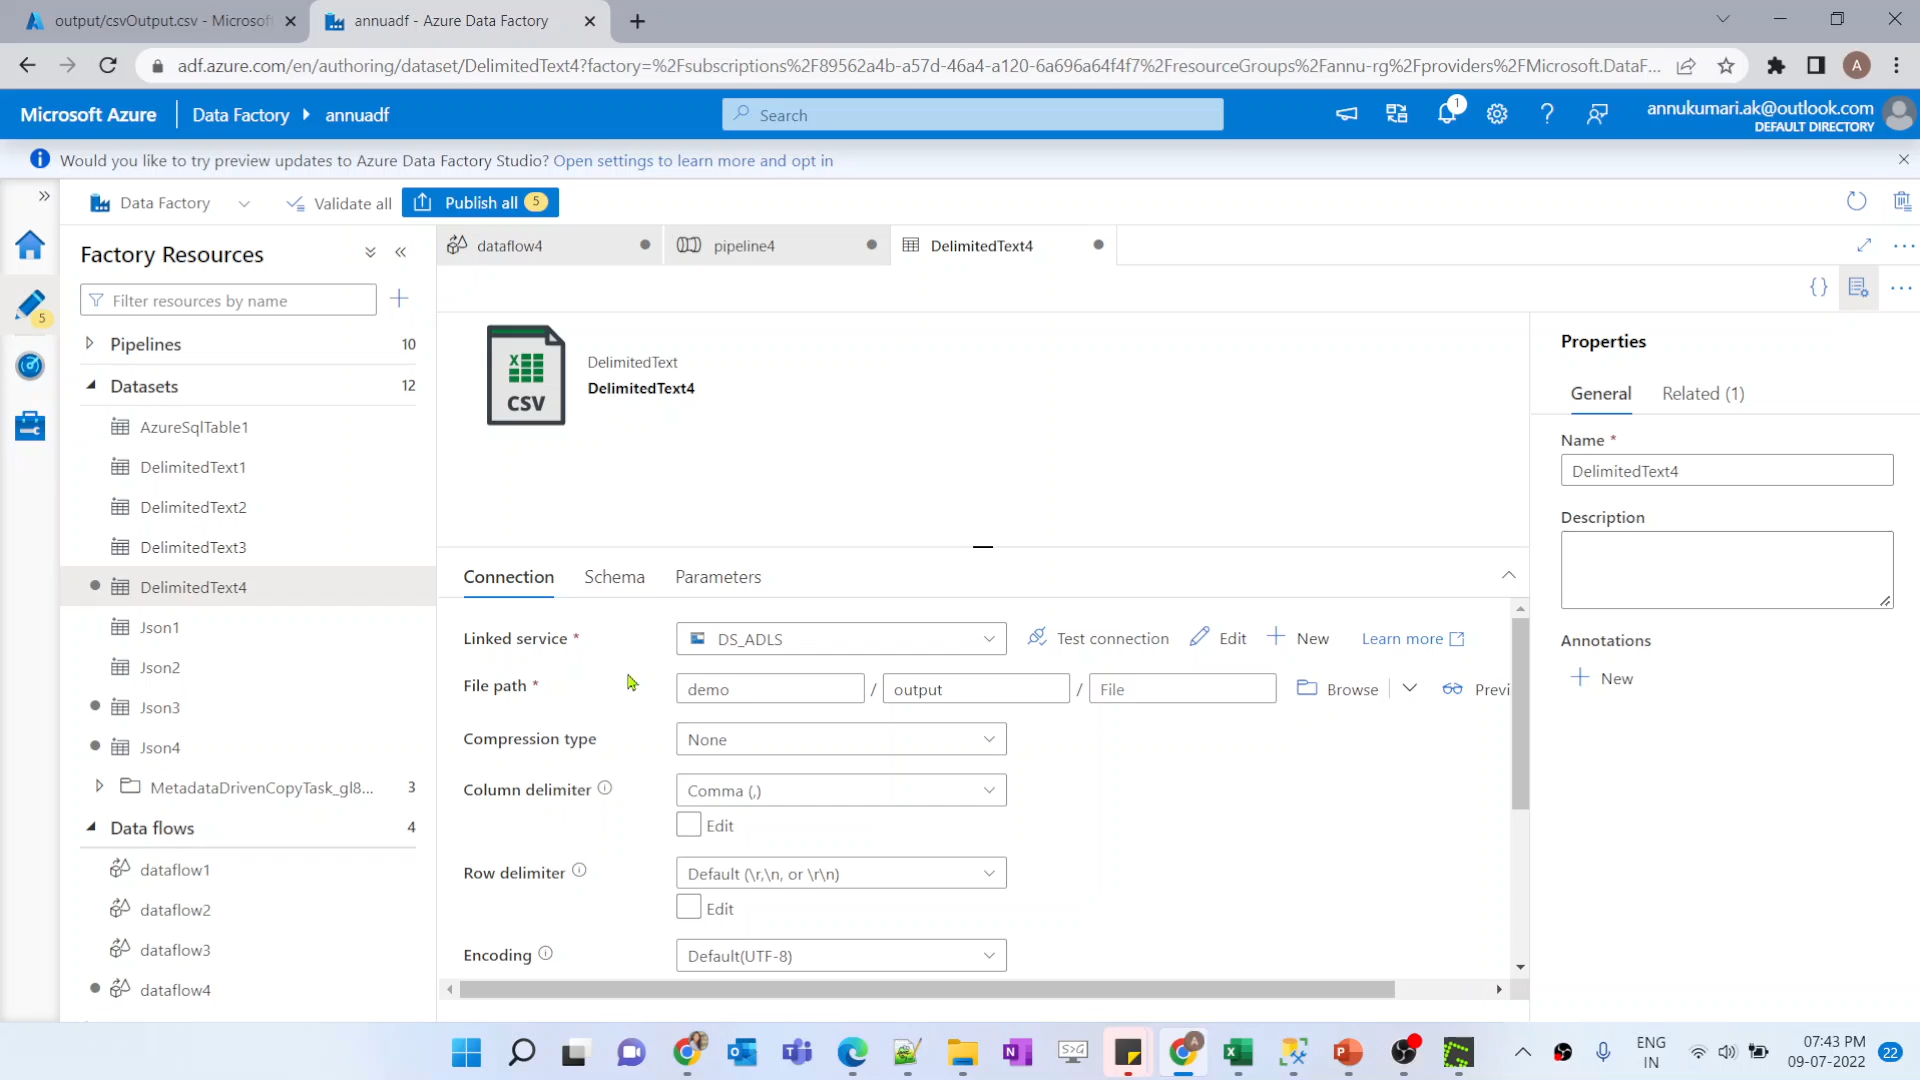 output/csvOutput.csv - Microsof
annuadf - Azure Data Factory
adf.azure.com/en/authoring/dataset/DelimitedText4?factory=%2Fsubscriptions%2F89562a4b-a57d-46a4-a120-6a696a64f4f7%2FresourceGroups%2Fannu-rg%2Fproviders%2FMicrosoft.DataF...
A
Microsoft Azure
Data Factory
annuadf
Search
1
annukumari.ak@outlook.com
DEFAULT DIRECTORY
Would you like to try preview updates to Azure Data Factory Studio? Open settings to learn more and opt in
Data Factory
Validate all
Publish all 5
Factory Resources
Filter resources by name
5
Pipelines 10
Datasets 12
AzureSqlTable1
DelimitedText1
DelimitedText2
DelimitedText3
DelimitedText4
Json1
Json2
Json3
Json4
MetadataDrivenCopyTask_gl8... 3
Data flows 4
dataflow1
dataflow2
dataflow3
dataflow4
dataflow4
pipeline4
DelimitedText4
{}
CSV
DelimitedText
DelimitedText4
Connection
Schema
Parameters
Linked service *
DS_ADLS
Test connection
Edit
New
Learn more
File path *
demo / output / File
Browse
Previ
Compression type
None
Column delimiter
Comma (,)
Edit
Row delimiter
Default (\r,\n, or \r\n)
Edit
Encoding
Default(UTF-8)
Properties
General
Related (1)
Name *
DelimitedText4
Description
Annotations
New
ENG
IN
07:43 PM
09-07-2022
22